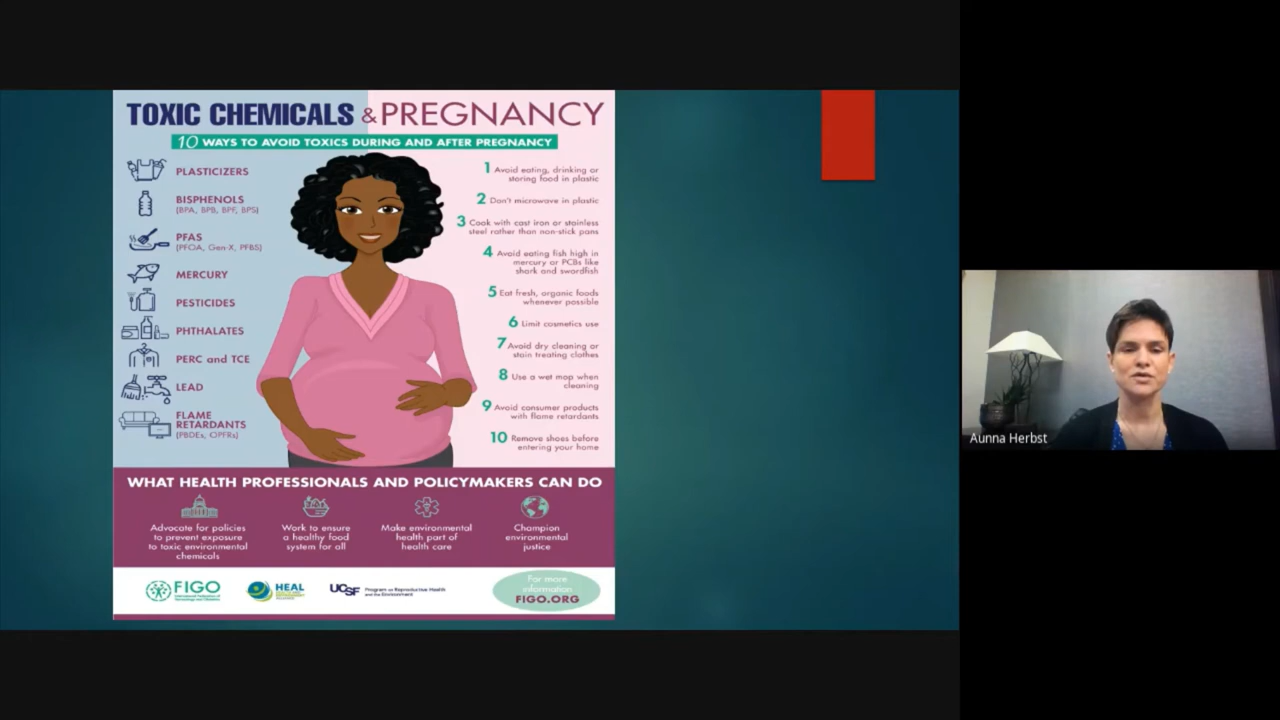 TOXIC CHEMICALS & PREGNANCY
10 WAYS TO AVOID TOXICS DURING AND AFTER PREGNANCY
PLASTICIZERS
BISPHENOLS
(BPA, BPB, BPF, BPS)
PFAS
(PFOA, Gen-X, PFBS)
MERCURY
PESTICIDES
PHTHALATES
PERC and TCE
LEAD
FLAME
RETARDANTS
(PBDEs, OPFRs)
1 Avoid eating, drinking or
storing food in plastic
2 Don't microwave in plastic
3 Cook with cast iron or stainless
steel rather than non-stick pans
4 Avoid eating fish high in
mercury or PCBs like
shark and swordfish
5 Eat fresh, organic foods
whenever possible
6 Limit cosmetics use
7 Avoid dry cleaning or
stain treating clothes
8 Use a wet mop when
cleaning
9 Avoid consumer products
with flame retardants
10 Remove shoes before
entering your home
WHAT HEALTH PROFESSIONALS AND POLICYMAKERS CAN DO
Advocate for policies
to prevent exposure
to toxic environmental
chemicals
Work to ensure
a healthy food
system for all
Make environmental
health part of
health care
Champion
environmental
justice
FIGO
HEAL
UCSF Program on Reproductive Health
and the Environment
For more
information
FIGO.ORG
Aunna Herbst